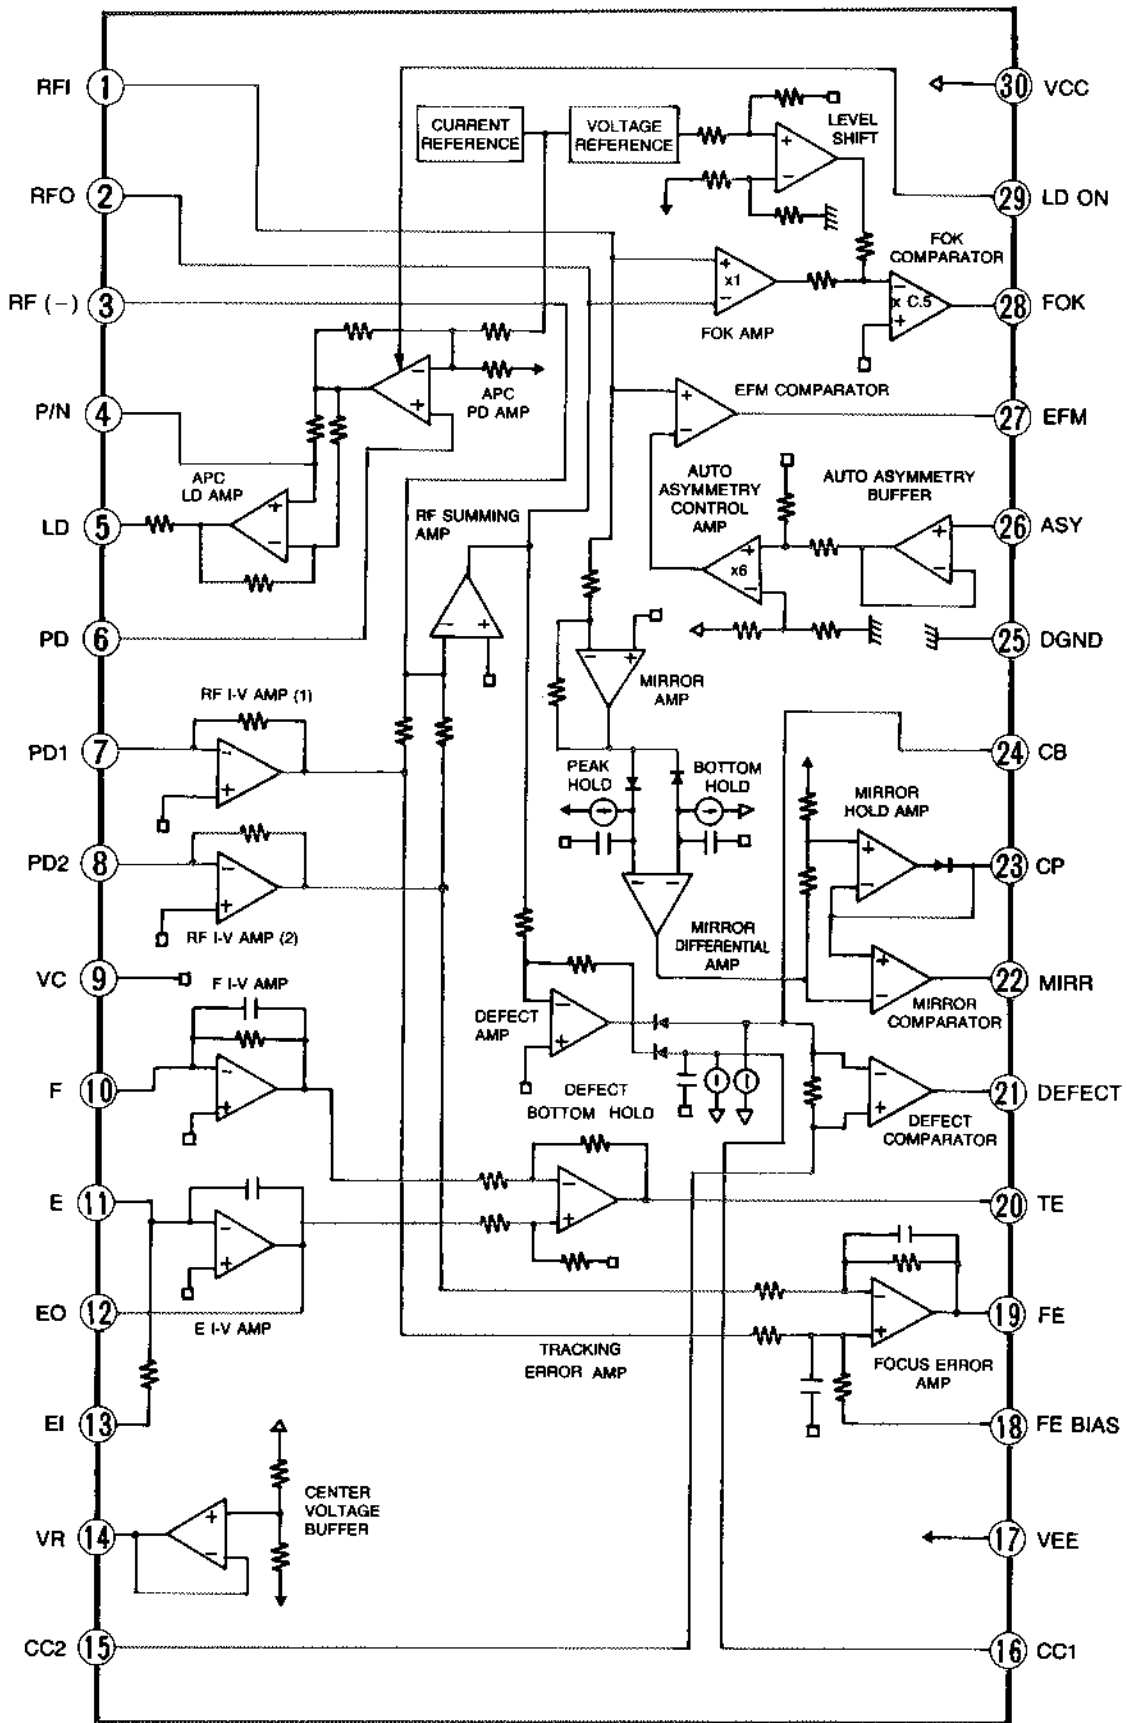 RFI 1
30 VCC
CURRENT
REFERENCE
VOLTAGE
REFERENCE
LEVEL
SHIFT
+
−
RFO 2
29 LD ON
FOK
COMPARATOR
RF (−) 3
+
x1
−
FOK AMP
−
x C.5
+
28 FOK
−
+
APC
PD AMP
EFM COMPARATOR
P/N 4
+
−
27 EFM
APC
LD AMP
+
−
LD 5
RF SUMMING
AMP
AUTO
ASYMMETRY
CONTROL
AMP
AUTO ASYMMETRY
BUFFER
+
−
26 ASY
+
x6
−
PD 6
− +
25 DGND
− +
MIRROR
AMP
RF I-V AMP (1)
PD1 7
−
+
24 CB
PEAK
HOLD
BOTTOM
HOLD
MIRROR
HOLD AMP
PD2 8
−
+
+
−
23 CP
− −
RF I-V AMP (2)
MIRROR
DIFFERENTIAL
AMP
VC 9
+
−
22 MIRR
MIRROR
COMPARATOR
F I-V AMP
DEFECT
AMP
−
+
F 10
−
+
DEFECT
BOTTOM HOLD
−
+
21 DEFECT
DEFECT
COMPARATOR
E 11
−
+
−
+
20 TE
EO 12
E I-V AMP
−
+
19 FE
TRACKING
ERROR AMP
FOCUS ERROR
AMP
EI 13
18 FE BIAS
CENTER
VOLTAGE
BUFFER
+
−
VR 14
17 VEE
CC2 15
16 CC1